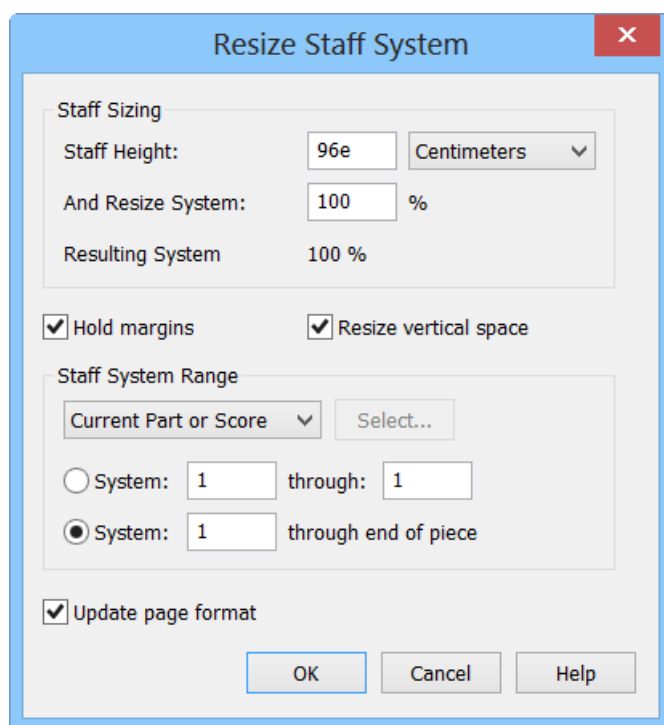 Resize Staff System
Staff Sizing
Staff Height: 96e Centimeters
And Resize System: 100 %
Resulting System 100 %
Hold margins Resize vertical space
Staff System Range
Current Part or Score Select...
System: 1 through: 1
System: 1 through end of piece
Update page format
OK Cancel Help